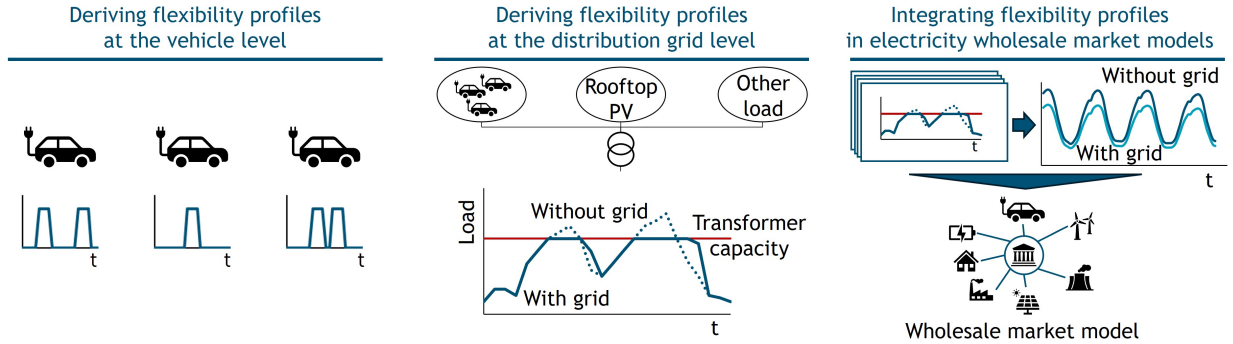 Deriving flexibility profiles
at the vehicle level
t
t
t
Deriving flexibility profiles
at the distribution grid level
Rooftop
PV
Other
load
Load
Without grid
Transformer
capacity
With grid
t
Integrating flexibility profiles
in electricity wholesale market models
t
Without grid
With grid
t
Wholesale market model